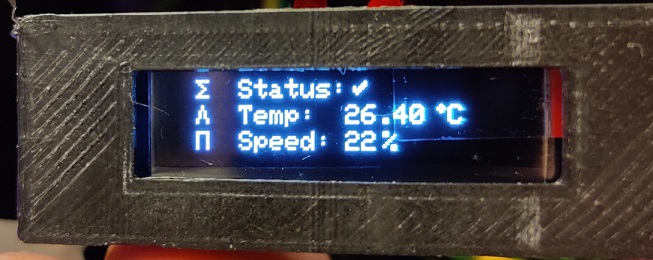 Σ Status: ✔
Λ Temp: 26.40 °C
Π Speed: 22%